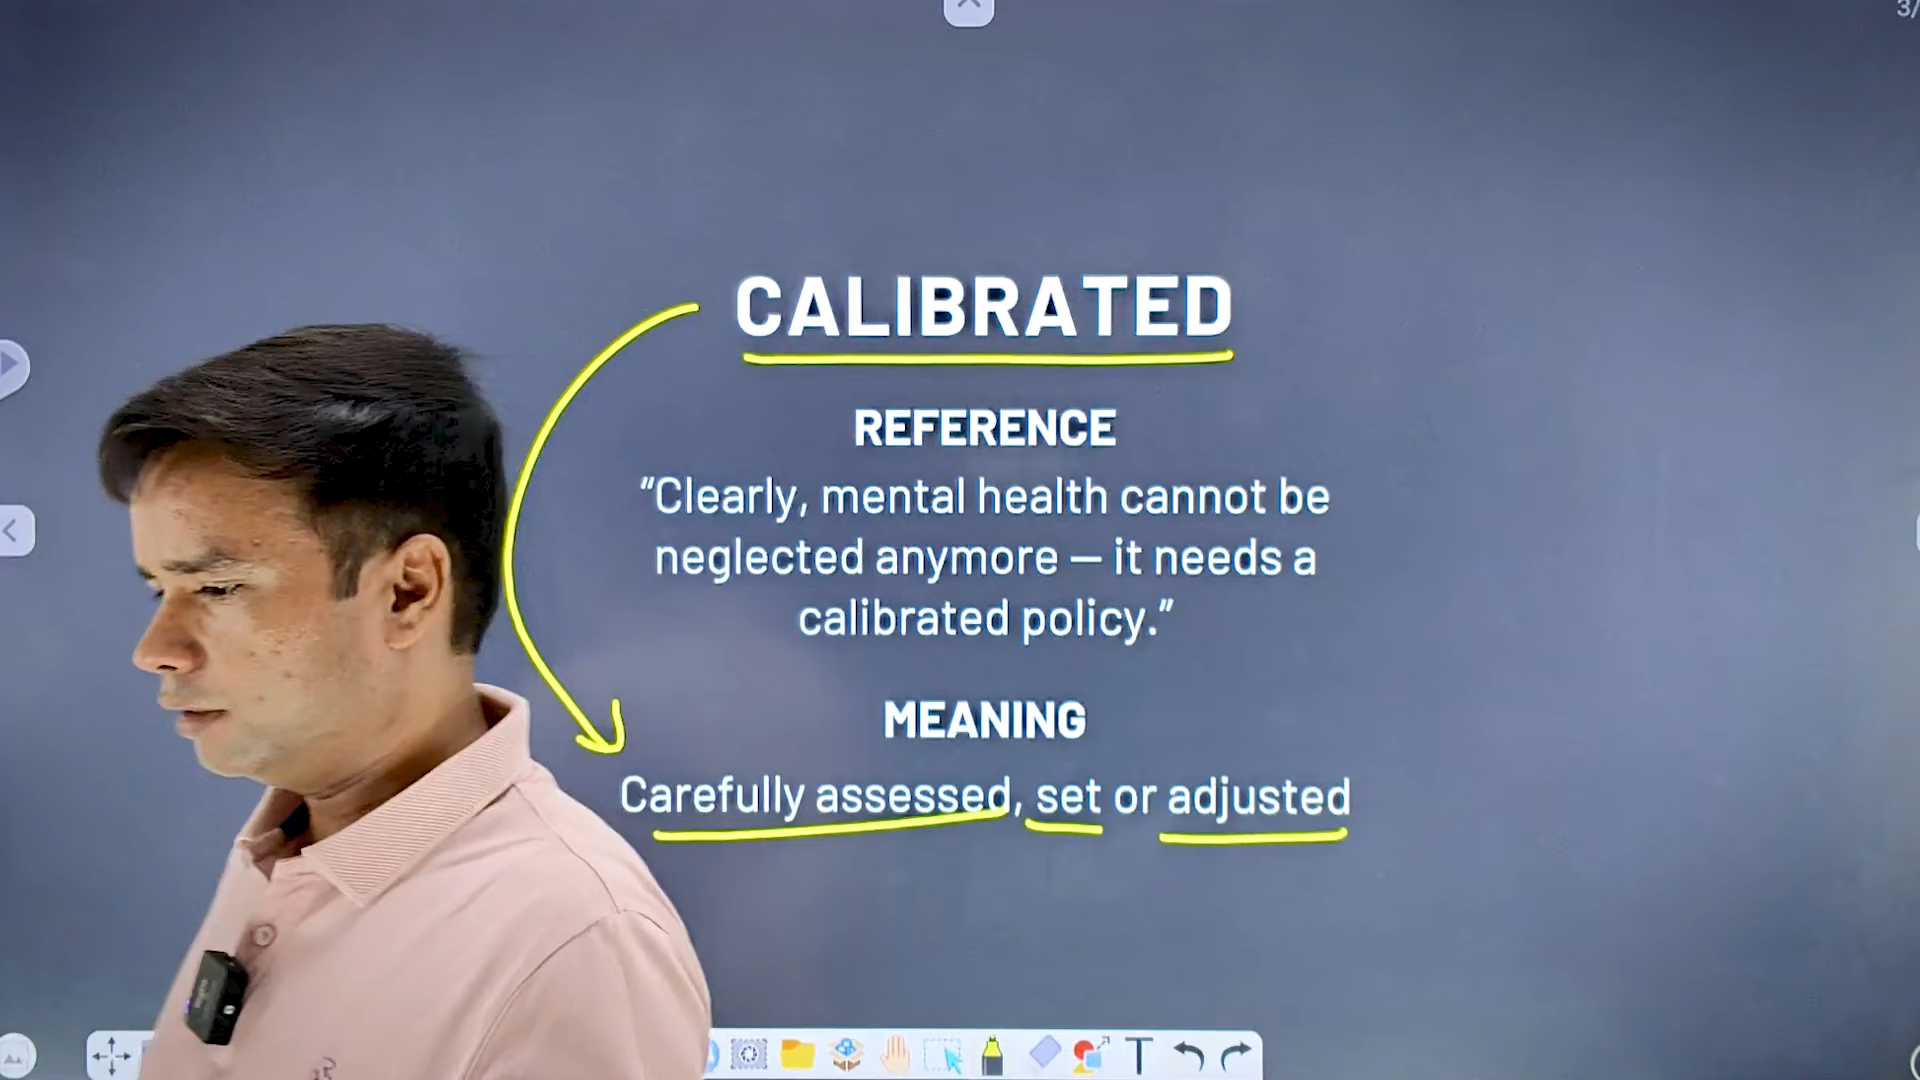 3/
CALIBRATED
REFERENCE
“Clearly, mental health cannot be
neglected anymore – it needs a
calibrated policy.”
MEANING
Carefully assessed, set or adjusted
T